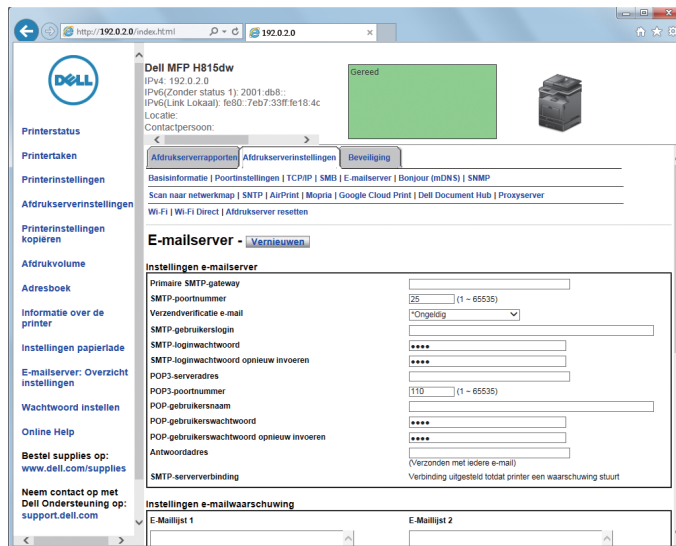 http://192.0.2.0/index.html
192.0.2.0
DELL
Dell MFP H815dw
IPv4: 192.0.2.0
IPv6(Zonder status 1): 2001:db8::
IPv6(Link Lokaal): fe80::7eb7:33ff:fe18:4c
Locatie:
Contactpersoon:
Gereed
Printerstatus
Printertaken
Printerinstellingen
Afdrukserverinstellingen
Printerinstellingen
kopiëren
Afdrukvolume
Adresboek
Informatie over de
printer
Instellingen papierlade
E-mailserver: Overzicht
instellingen
Wachtwoord instellen
Online Help
Bestel supplies op:
www.dell.com/supplies
Neem contact op met
Dell Ondersteuning op:
support.dell.com
Afdrukserverrapporten Afdrukserverinstellingen Beveiliging
Basisinformatie | Poortinstellingen | TCP/IP | SMB | E-mailserver | Bonjour (mDNS) | SNMP
Scan naar netwerkmap | SNTP | AirPrint | Mopria | Google Cloud Print | Dell Document Hub | Proxyserver
Wi-Fi | Wi-Fi Direct | Afdrukserver resetten
E-mailserver - Vernieuwen
Instellingen e-mailserver
Primaire SMTP-gateway
SMTP-poortnummer 25 (1 ~ 65535)
Verzendverificatie e-mail *Ongeldig
SMTP-gebruikerslogin
SMTP-loginwachtwoord ••••
SMTP-loginwachtwoord opnieuw invoeren ••••
POP3-serveradres
POP3-poortnummer 110 (1 ~ 65535)
POP-gebruikersnaam
POP-gebruikerswachtwoord ••••
POP-gebruikerswachtwoord opnieuw invoeren ••••
Antwoordadres
(Verzonden met iedere e-mail)
SMTP-serververbinding Verbinding uitgesteld totdat printer een waarschuwing stuurt
Instellingen e-mailwaarschuwing
E-Maillijst 1 E-Maillijst 2